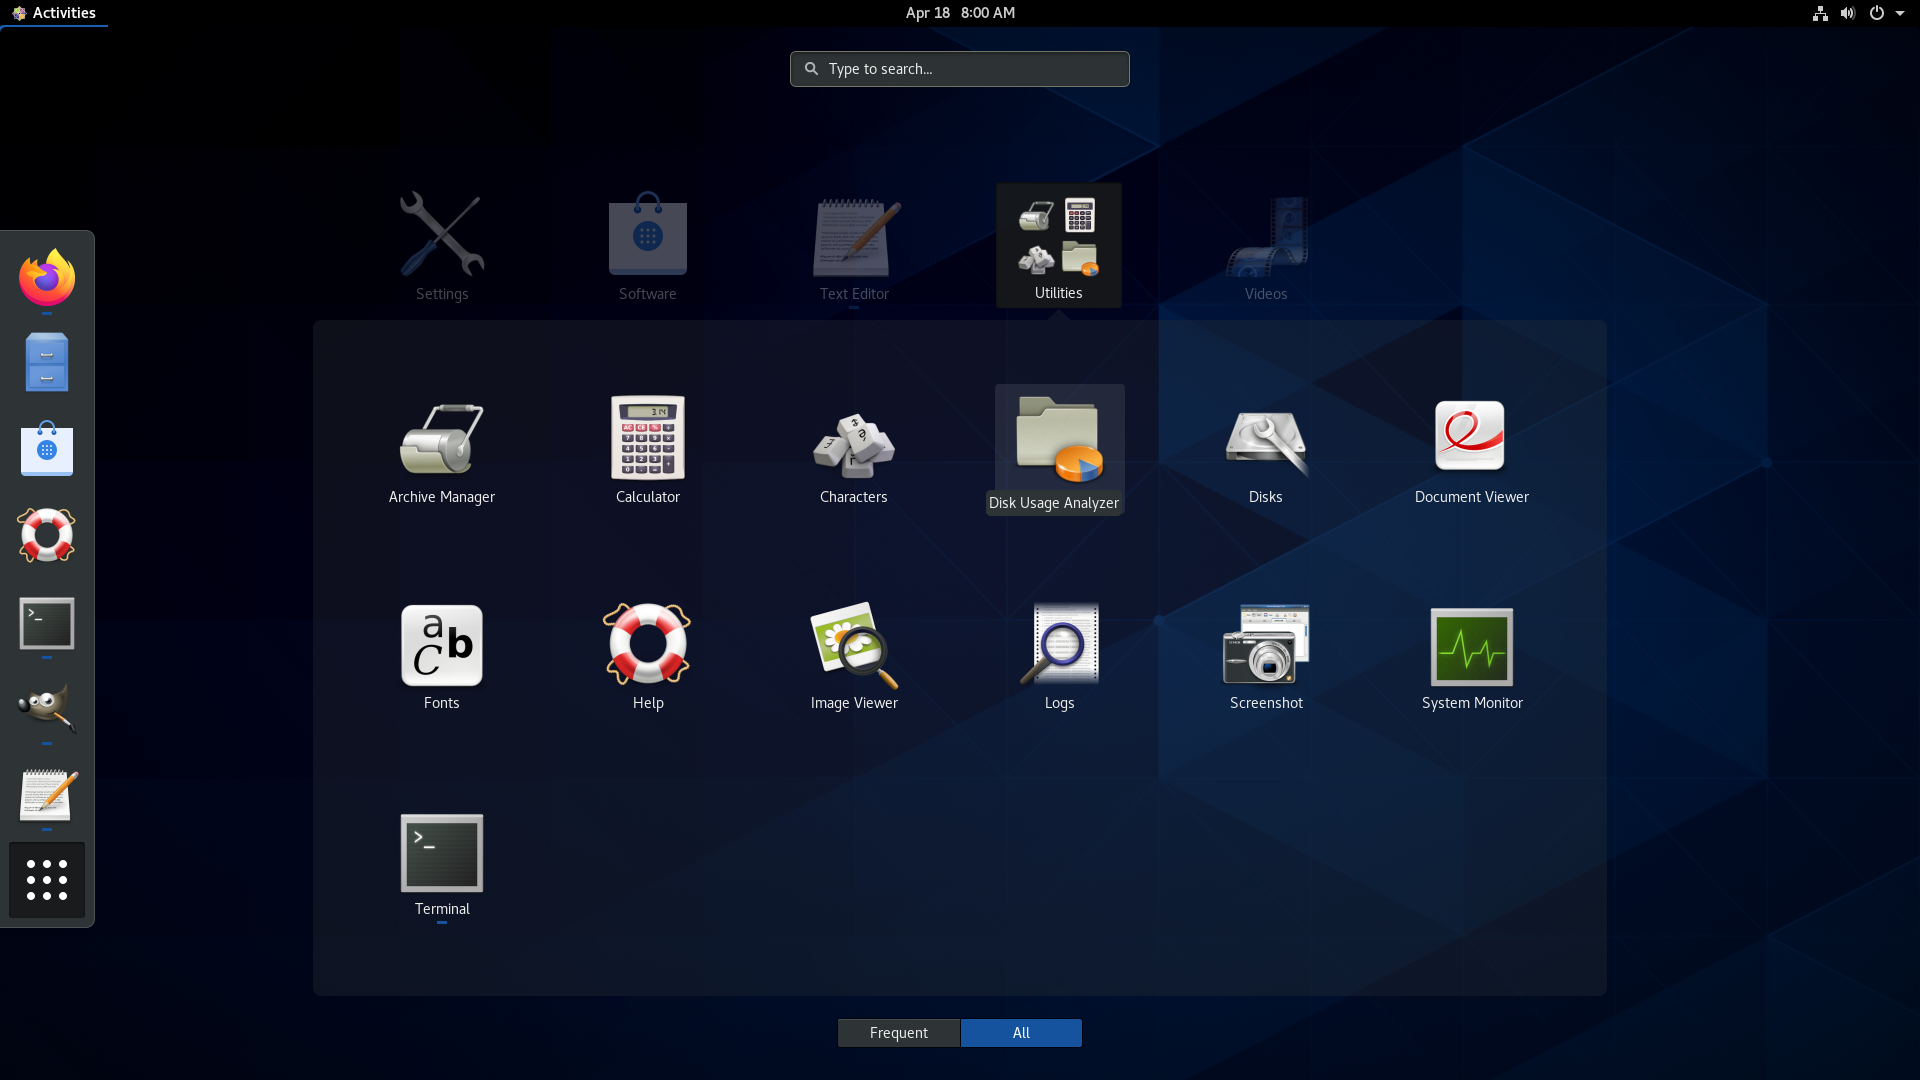 Activities
Apr 18 8:00 AM
Type to search...
Settings
Software
Text Editor
Utilities
Videos
Archive Manager
Calculator
Characters
Disk Usage Analyzer
Disks
Document Viewer
Fonts
Help
Image Viewer
Logs
Screenshot
System Monitor
Terminal
Frequent
All